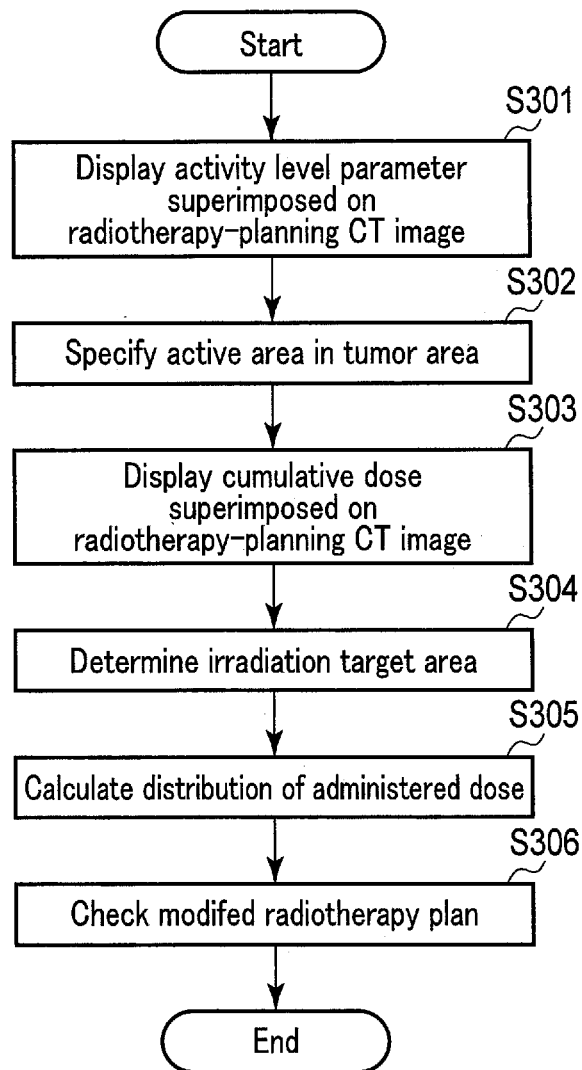 Start
S301
Display activity level parameter
superimposed on
radiotherapy-planning CT image
S302
Specify active area in tumor area
S303
Display cumulative dose
superimposed on
radiotherapy-planning CT image
S304
Determine irradiation target area
S305
Calculate distribution of administered dose
S306
Check modifed radiotherapy plan
End